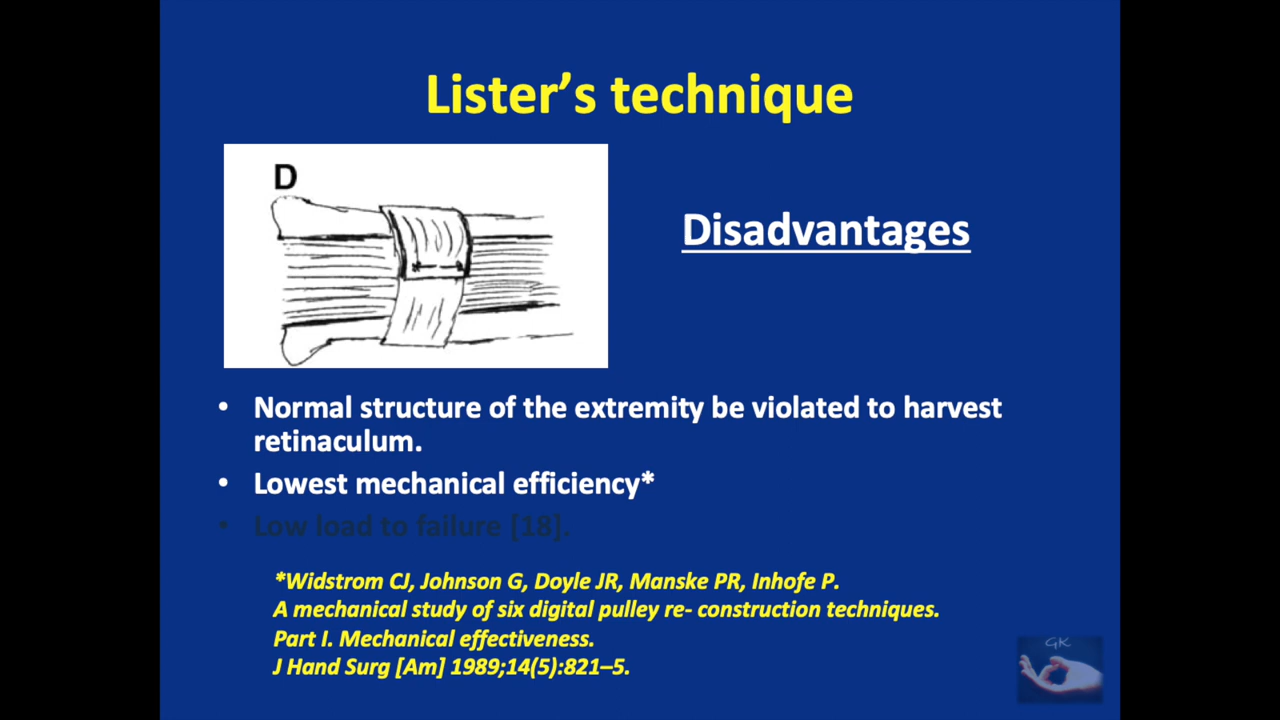 Lister’s technique
D
Disadvantages
• Normal structure of the extremity be violated to harvest
retinaculum.
• Lowest mechanical efficiency*
• Low load to failure [18].
*Widstrom CJ, Johnson G, Doyle JR, Manske PR, Inhofe P.
A mechanical study of six digital pulley re- construction techniques.
Part I. Mechanical effectiveness.
J Hand Surg [Am] 1989;14(5):821–5.
GK